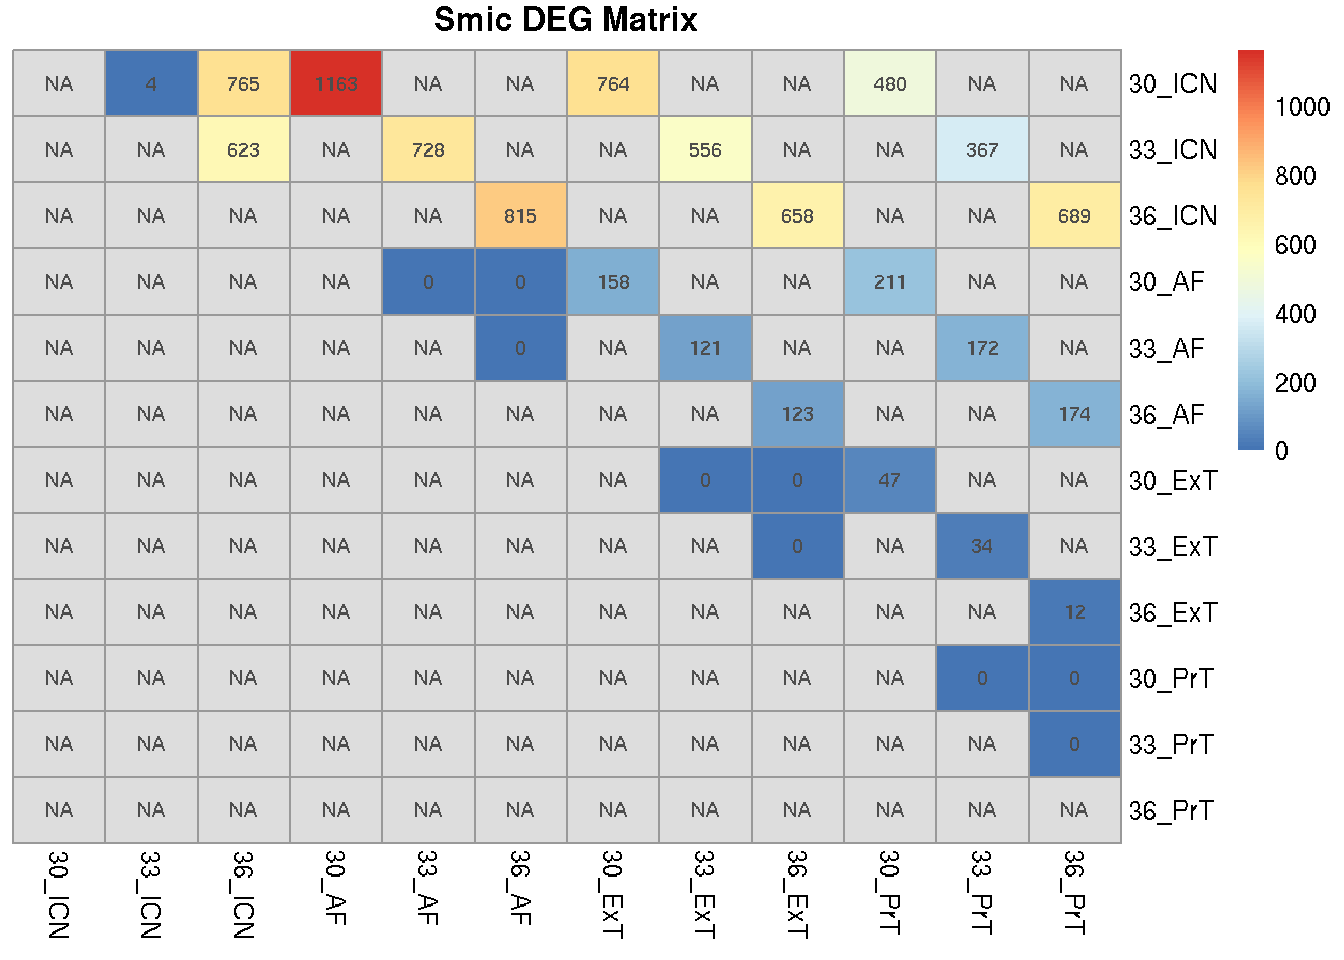 Smic DEG Matrix
NA 4 765 1163 NA NA 764 NA NA 480 NA NA 30_ICN
NA NA 623 NA 728 NA NA 556 NA NA 367 NA 33_ICN
NA NA NA NA NA 815 NA NA 658 NA NA 689 36_ICN
NA NA NA NA 0 0 158 NA NA 211 NA NA 30_AF
NA NA NA NA NA 0 NA 121 NA NA 172 NA 33_AF
NA NA NA NA NA NA NA NA 123 NA NA 174 36_AF
NA NA NA NA NA NA NA 0 0 47 NA NA 30_ExT
NA NA NA NA NA NA NA NA 0 NA 34 NA 33_ExT
NA NA NA NA NA NA NA NA NA NA NA 12 36_ExT
NA NA NA NA NA NA NA NA NA NA 0 0 30_PrT
NA NA NA NA NA NA NA NA NA NA NA 0 33_PrT
NA NA NA NA NA NA NA NA NA NA NA NA 36_PrT
30_ICN 33_ICN 36_ICN 30_AF 33_AF 36_AF 30_ExT 33_ExT 36_ExT 30_PrT 33_PrT 36_PrT
1000
800
600
400
200
0